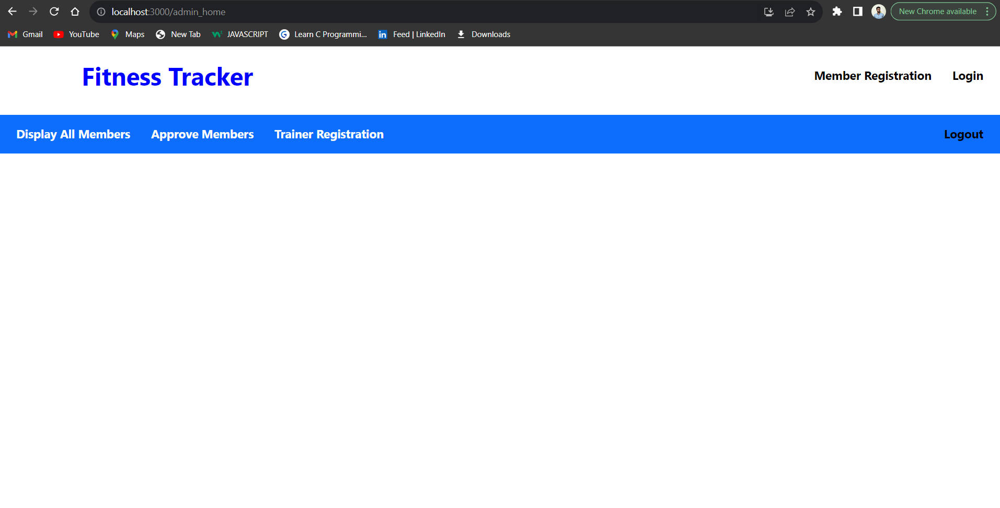 localhost:3000/admin_home New Chrome available
Gmail YouTube Maps New Tab JAVASCRIPT Learn C Programmi... Feed | LinkedIn Downloads
Fitness Tracker Member Registration Login
Display All Members Approve Members Trainer Registration Logout